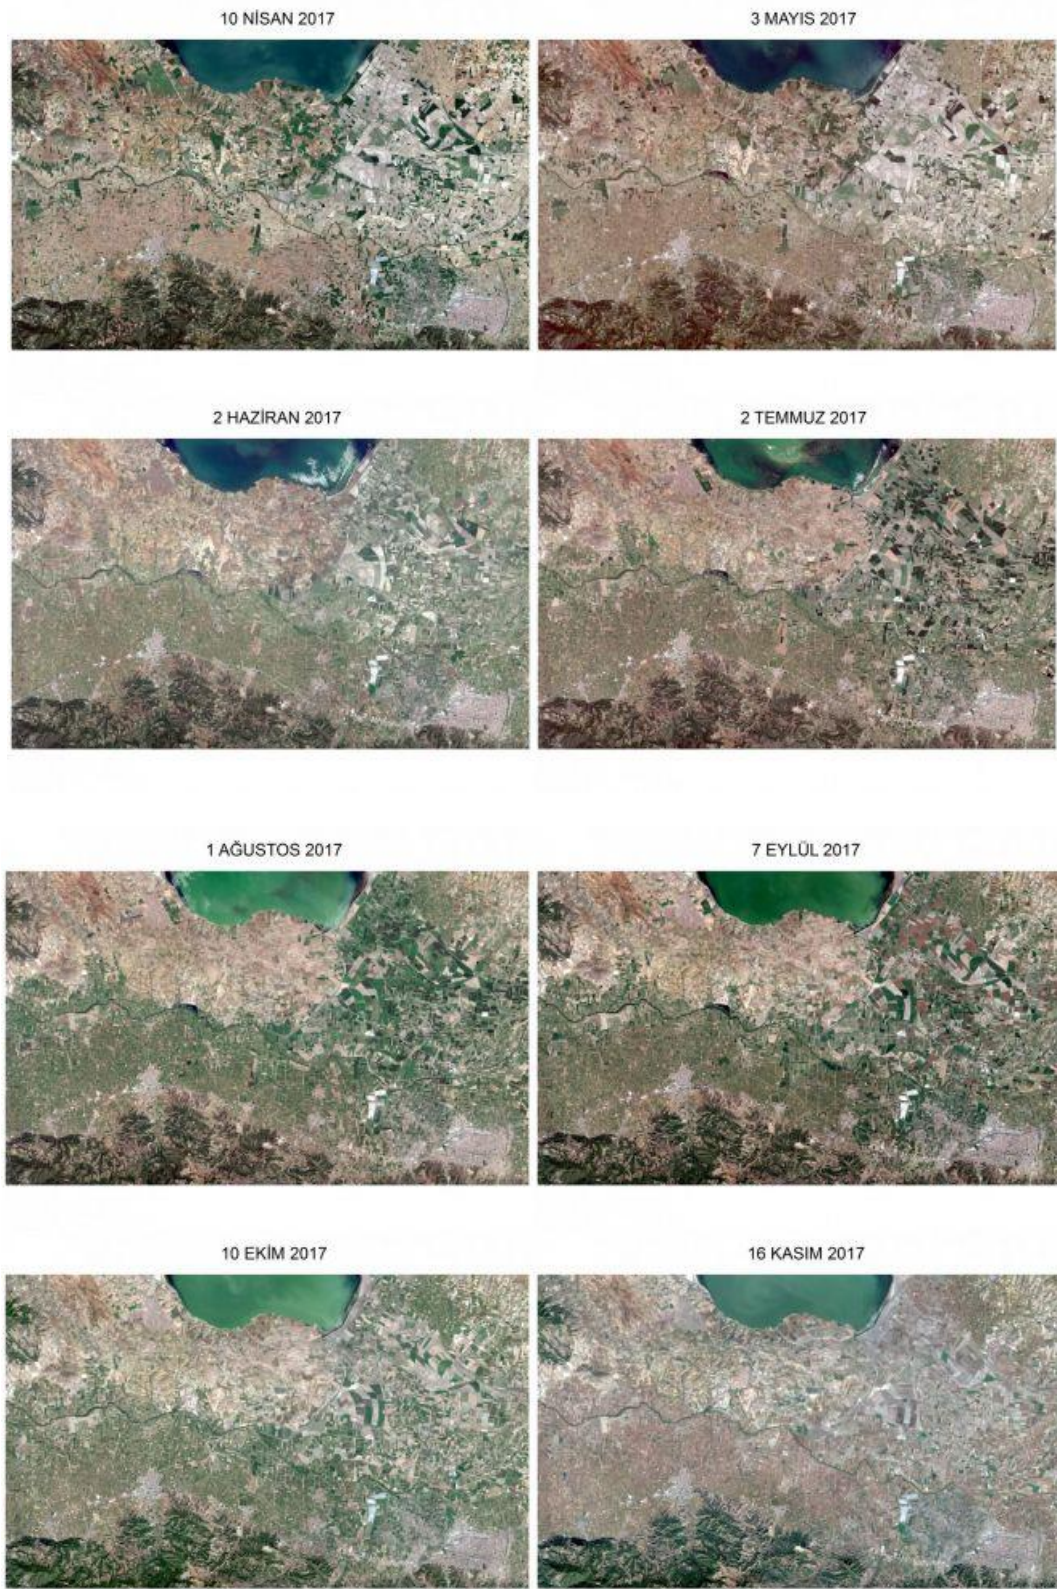 10 NİSAN 2017
3 MAYIS 2017
2 HAZİRAN 2017
2 TEMMUZ 2017
1 AĞUSTOS 2017
7 EYLÜL 2017
10 EKİM 2017
16 KASIM 2017